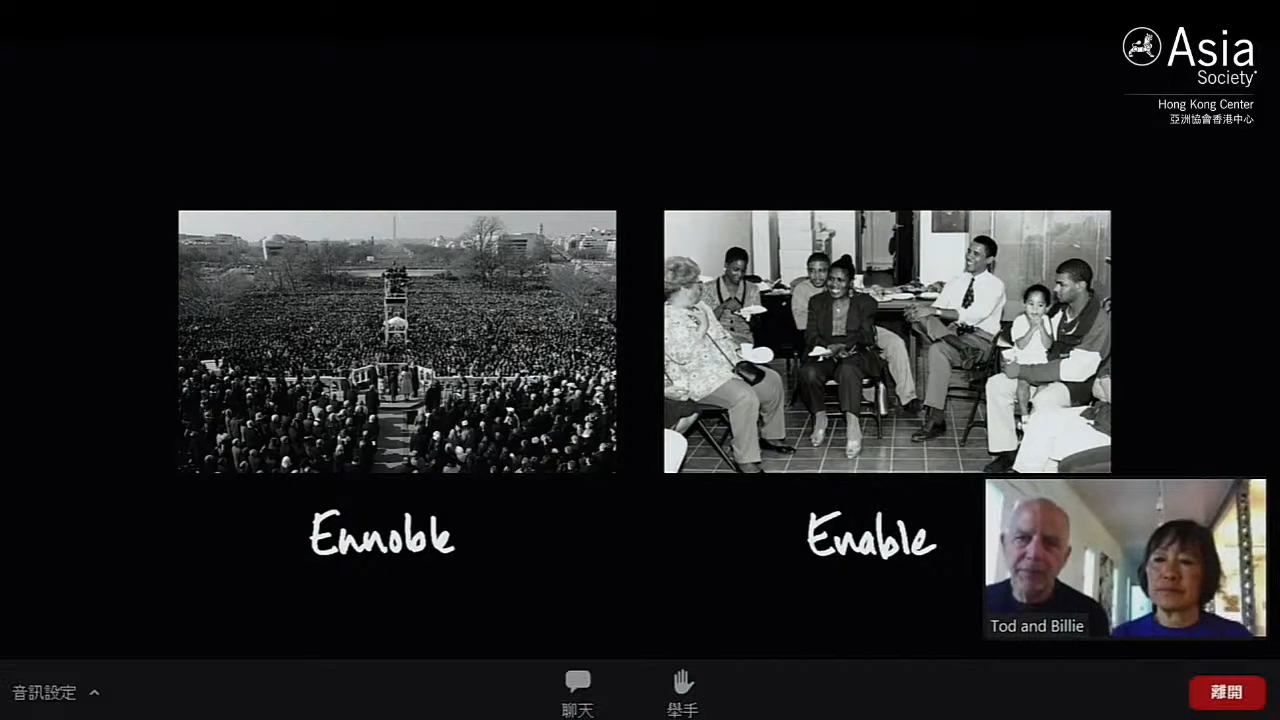 Asia
Society
Hong Kong Center
亞洲協會香港中心
Ennoble
Enable
Tod and Billie
音訊設定
聊天
舉手
離開